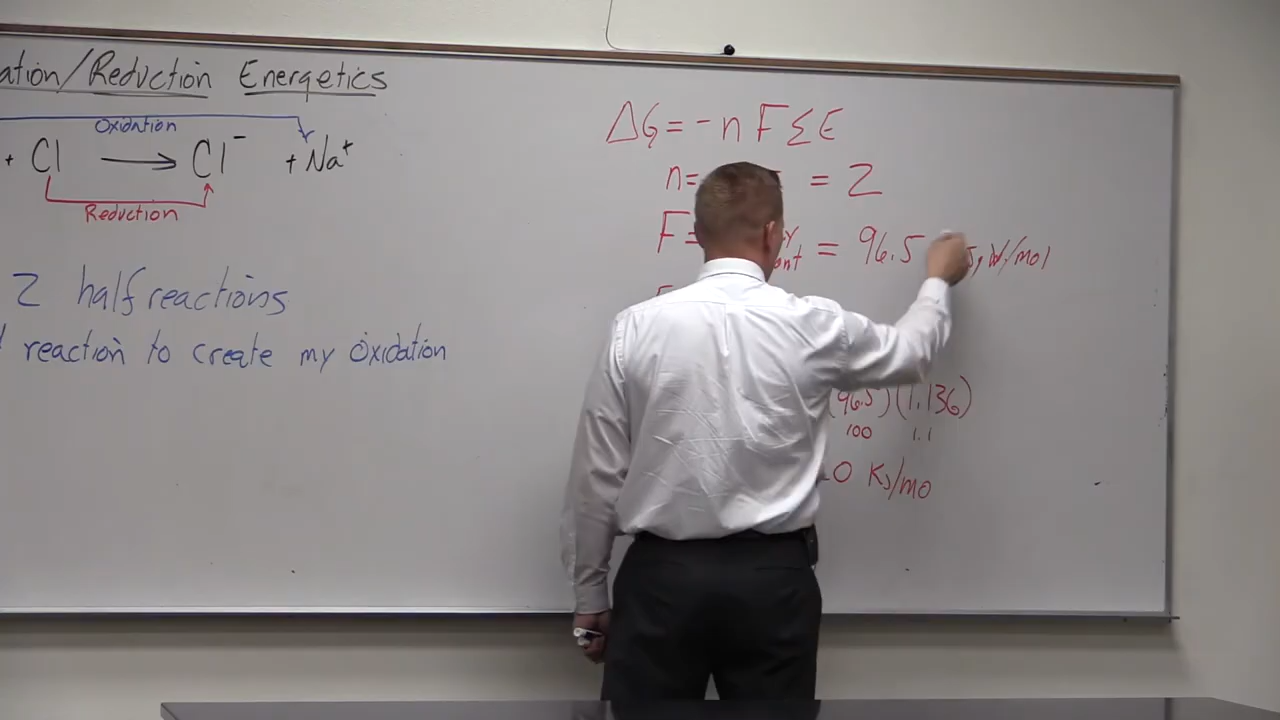 ation/Reduction Energetics
Oxidation
+ Cl → Cl⁻ + Na⁺
Reduction
2 half reactions
reaction to create my Oxidation
ΔG = -n F Σ E
n= = 2
F= = 96.5 /mol
(96.5)(1.136)
100 1.1
0 KJ/mo